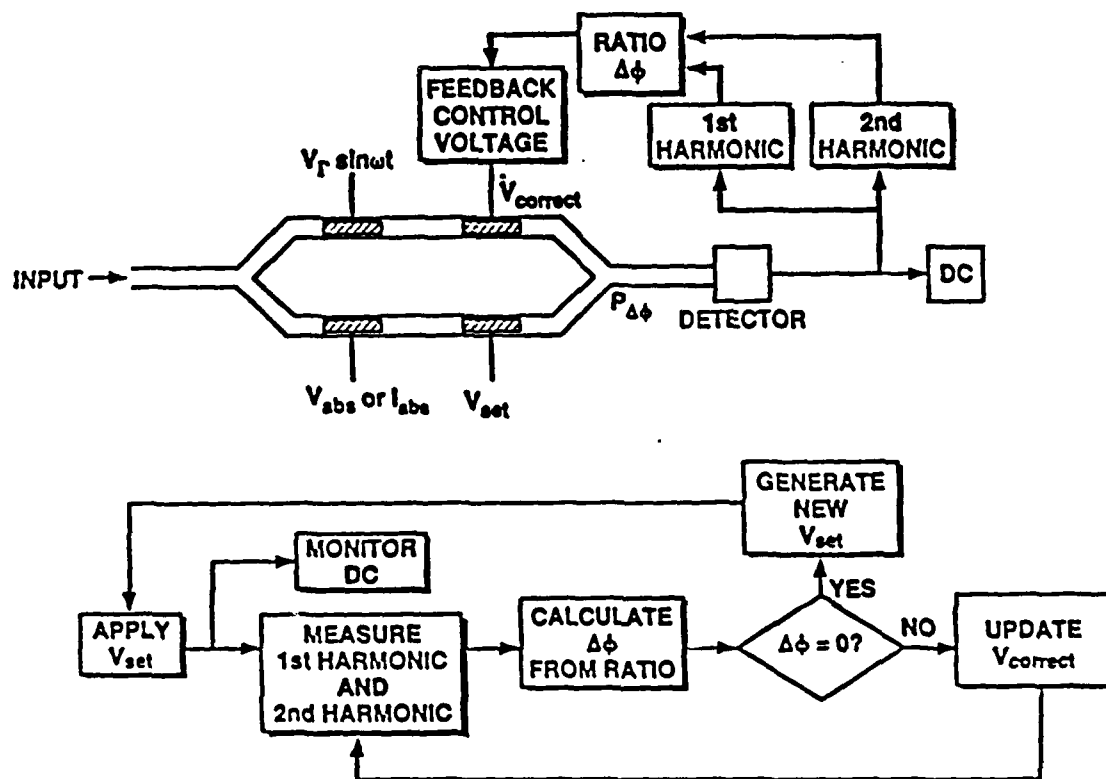 RATIO
Δϕ
FEEDBACK
CONTROL
VOLTAGE
1st
HARMONIC
2nd
HARMONIC
V_Γ sinωt
V_correct
INPUT
P_Δϕ
DETECTOR
DC
V_abs or I_abs
V_set
GENERATE
NEW
V_set
MONITOR
DC
YES
APPLY
V_set
MEASURE
1st HARMONIC
AND
2nd HARMONIC
CALCULATE
Δϕ
FROM RATIO
Δϕ = 0?
NO
UPDATE
V_correct